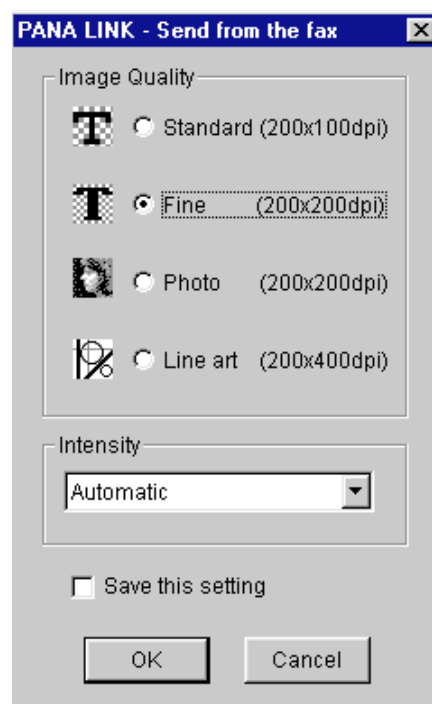 PANA LINK - Send from the fax
Image Quality
Standard (200x100dpi)
Fine (200x200dpi)
Photo (200x200dpi)
Line art (200x400dpi)
Intensity
Automatic
Save this setting
OK Cancel